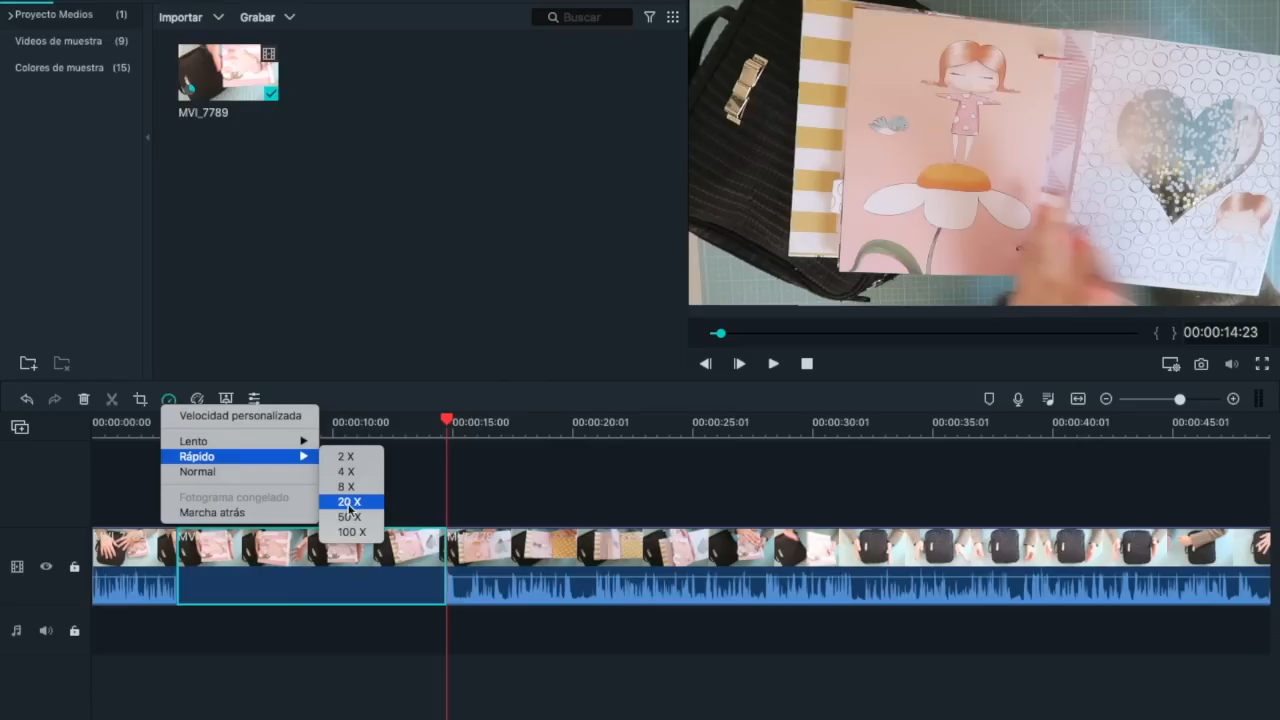 Proyecto Medios (1)
Videos de muestra (9)
Colores de muestra (15)
Importar
Grabar
Buscar
MVI_7789
{ } 00:00:14:23
Velocidad personalizada
Lento
Rápido
Normal
Fotograma congelado
Marcha atrás
2 X
4 X
8 X
20 X
50 X
100 X
00:00:00:00
00:00:10:00
00:00:15:00
00:00:20:01
00:00:25:01
00:00:30:01
00:00:35:01
00:00:40:01
00:00:45:01